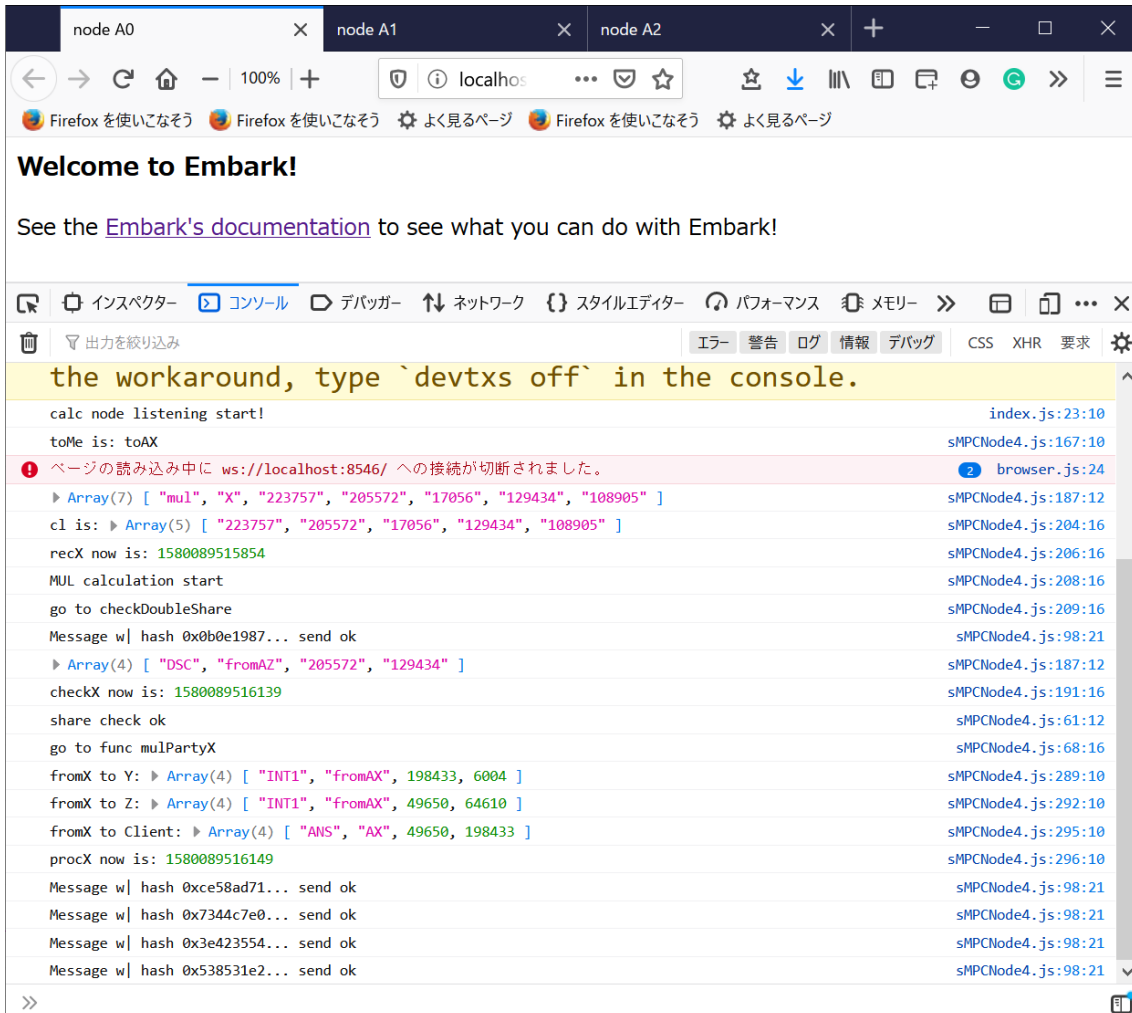 node A0 node A1 node A2
100% localhos
Firefox を使いこなそう Firefox を使いこなそう よく見るページ Firefox を使いこなそう よく見るページ
Welcome to Embark!
See the Embark's documentation to see what you can do with Embark!
インスペクター コンソール デバッガー ネットワーク スタイルエディター パフォーマンス メモリー
出力を絞り込み エラー 警告 ログ 情報 デバッグ CSS XHR 要求
the workaround, type `devtxs off` in the console.
calc node listening start! index.js:23:10
toMe is: toAX sMPCNode4.js:167:10
ページの読み込み中に ws://localhost:8546/ への接続が切断されました。 2 browser.js:24
Array(7) [ "mul", "X", "223757", "205572", "17056", "129434", "108905" ] sMPCNode4.js:187:12
cl is: Array(5) [ "223757", "205572", "17056", "129434", "108905" ] sMPCNode4.js:204:16
recX now is: 1580089515854 sMPCNode4.js:206:16
MUL calculation start sMPCNode4.js:208:16
go to checkDoubleShare sMPCNode4.js:209:16
Message w| hash 0x0b0e1987... send ok sMPCNode4.js:98:21
Array(4) [ "DSC", "fromAZ", "205572", "129434" ] sMPCNode4.js:187:12
checkX now is: 1580089516139 sMPCNode4.js:191:16
share check ok sMPCNode4.js:61:12
go to func mulPartyX sMPCNode4.js:68:16
fromX to Y: Array(4) [ "INT1", "fromAX", 198433, 6004 ] sMPCNode4.js:289:10
fromX to Z: Array(4) [ "INT1", "fromAX", 49650, 64610 ] sMPCNode4.js:292:10
fromX to Client: Array(4) [ "ANS", "AX", 49650, 198433 ] sMPCNode4.js:295:10
procX now is: 1580089516149 sMPCNode4.js:296:10
Message w| hash 0xce58ad71... send ok sMPCNode4.js:98:21
Message w| hash 0x7344c7e0... send ok sMPCNode4.js:98:21
Message w| hash 0x3e423554... send ok sMPCNode4.js:98:21
Message w| hash 0x538531e2... send ok sMPCNode4.js:98:21